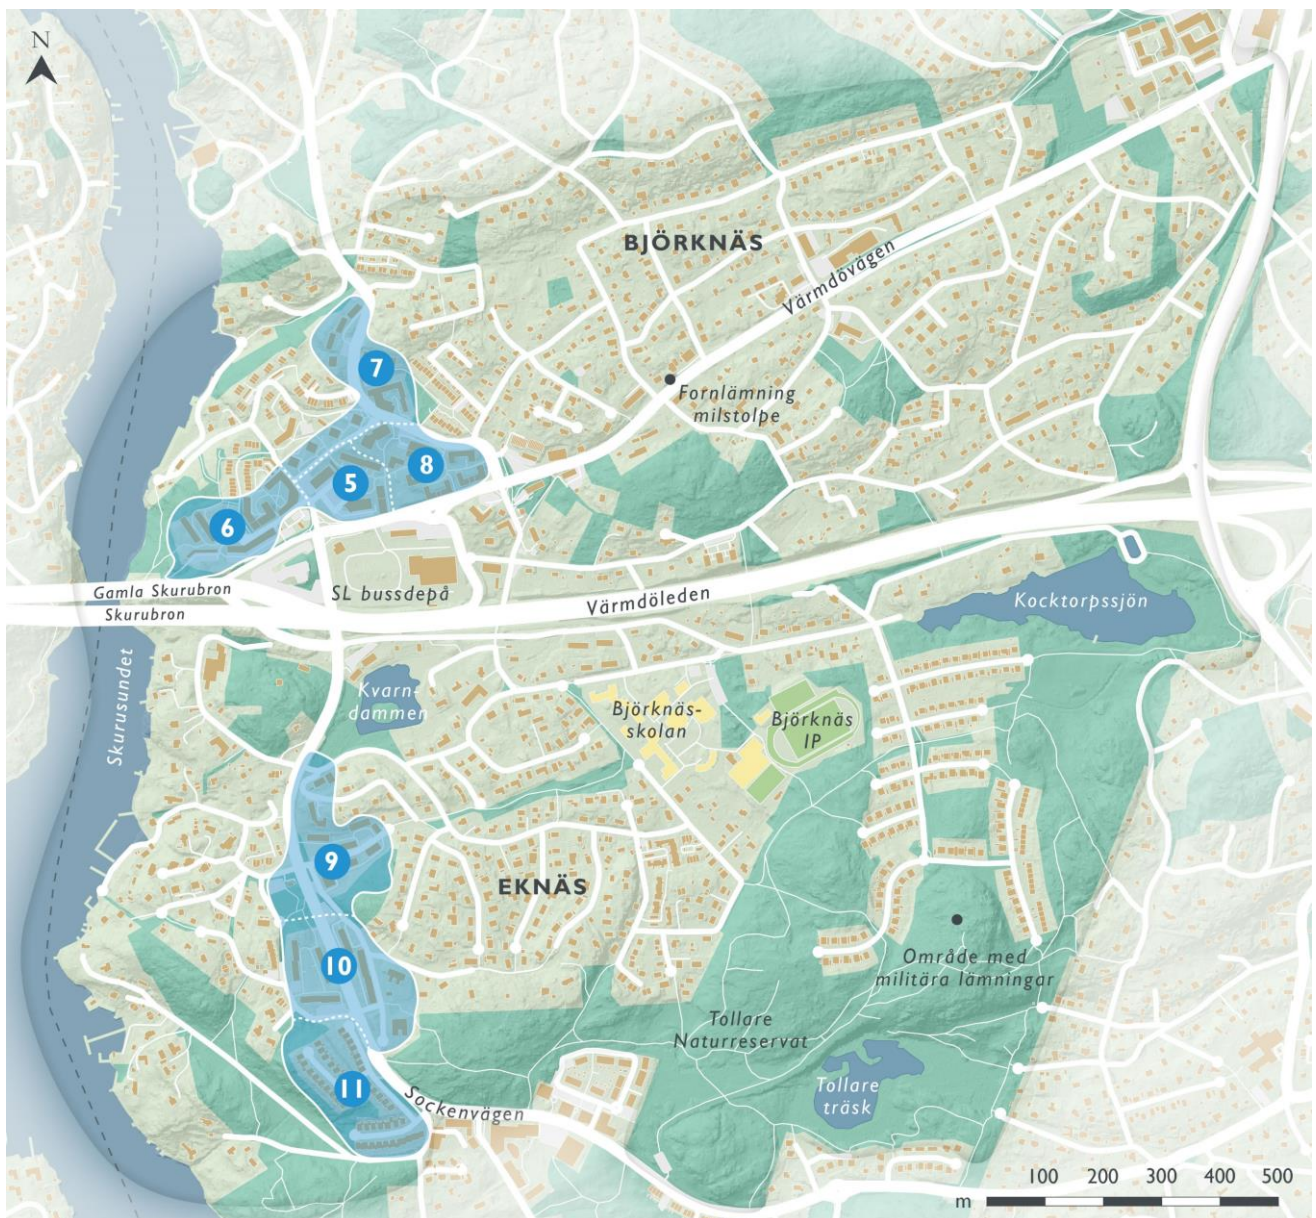 N
BJÖRKNÄS
Värmdövägen
7
Fornlämning
milstolpe
8
5
6
Gamla Skurubron
SL bussdepå
Värmdöleden
Kocktorpssjön
Skurubron
Skurusundet
Kvarn-
dammen
Björknäs-
skolan
Björknäs
IP
9
EKNÄS
10
Område med
militära lämningar
Tollare
Naturreservat
11
Sockenvägen
Tollare
träsk
100 200 300 400 500
m